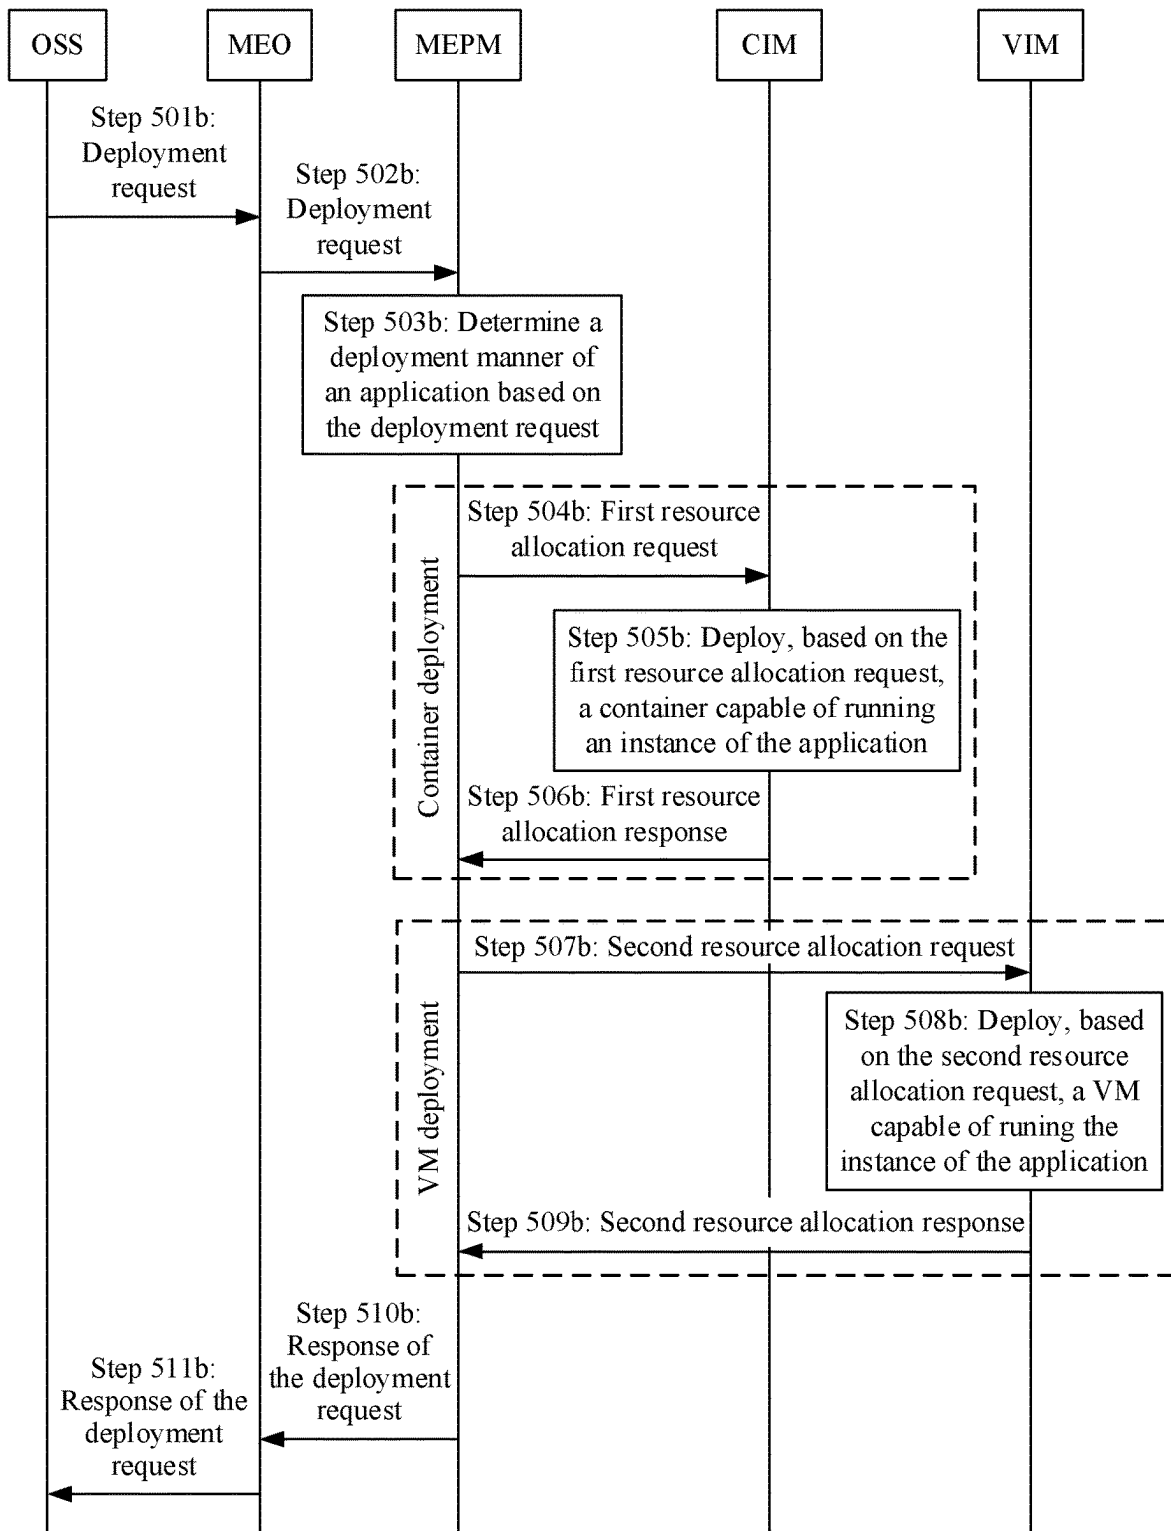 OSS
MEO
MEPM
CIM
VIM
Step 501b:
Deployment
request
Step 502b:
Deployment
request
Step 503b: Determine a
deployment manner of
an application based on
the deployment request
Container deployment
Step 504b: First resource
allocation request
Step 505b: Deploy, based on the
first resource allocation request,
a container capable of running
an instance of the application
Step 506b: First resource
allocation response
VM deployment
Step 507b: Second resource allocation request
Step 508b: Deploy, based
on the second resource
allocation request, a VM
capable of runing the
instance of the application
Step 509b: Second resource allocation response
Step 510b:
Response of
the deployment
request
Step 511b:
Response of the
deployment
request